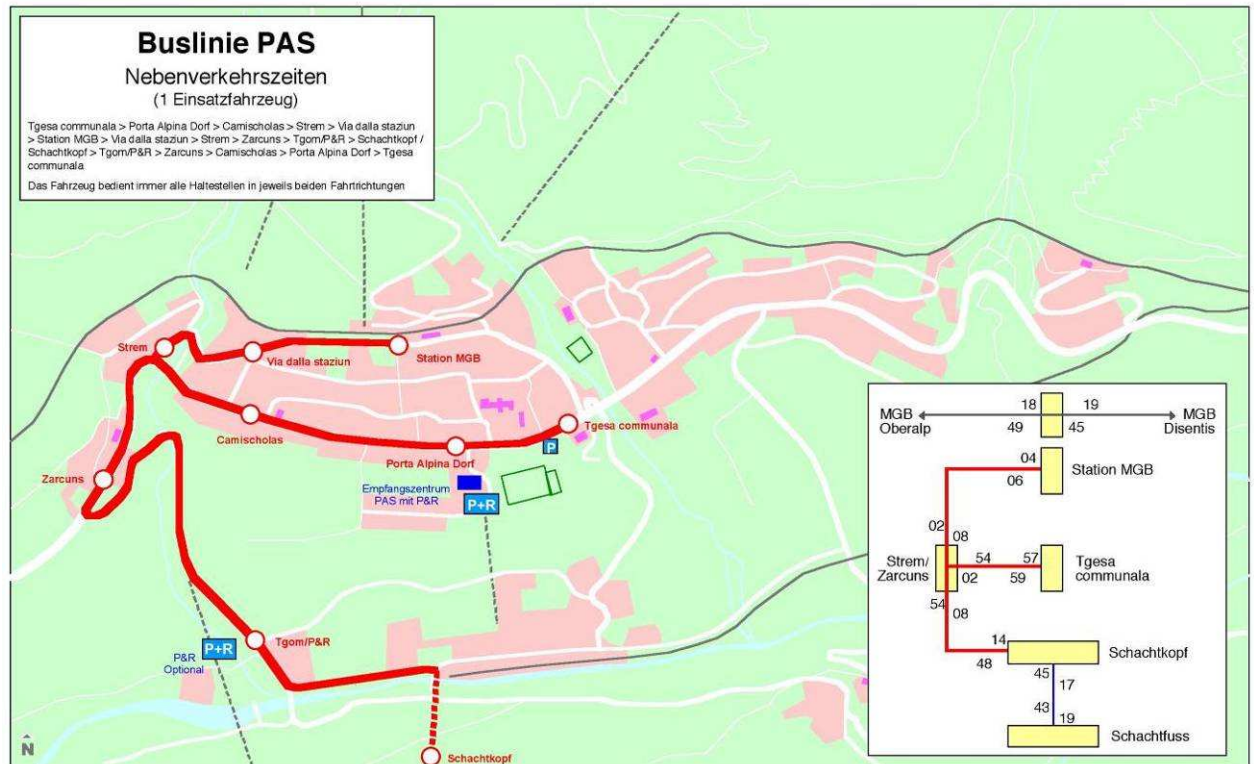 Buslinie PAS
Nebenverkehrszeiten
(1 Einsatzfahrzeug)
Tgesa communala > Porta Alpina Dorf > Camischolas > Strem > Via dalla staziun
> Station MGB > Via dalla staziun > Strem > Zarcuns > Tgom/P&R > Schachtkopf /
Schachtkopf > Tgom/P&R > Zarcuns > Camischolas > Porta Alpina Dorf > Tgesa
communala
Das Fahrzeug bedient immer alle Haltestellen in jeweils beiden Fahrtrichtungen
Strem
Via dalla staziun
Station MGB
Camischolas
Tgesa communala
Porta Alpina Dorf
P
Zarcuns
Empfangszentrum
PAS mit P&R
P+R
Tgom/P&R
P+R
P&R
Optional
Schachtkopf
N
18 19
MGB
Oberalp
MGB
Disentis
49 45
04
Station MGB
06
02
08
Strem/
Zarcuns
54 57
Tgesa
communala
02 59
54
08
14
Schachtkopf
48
45
17
43
19
Schachtfuss